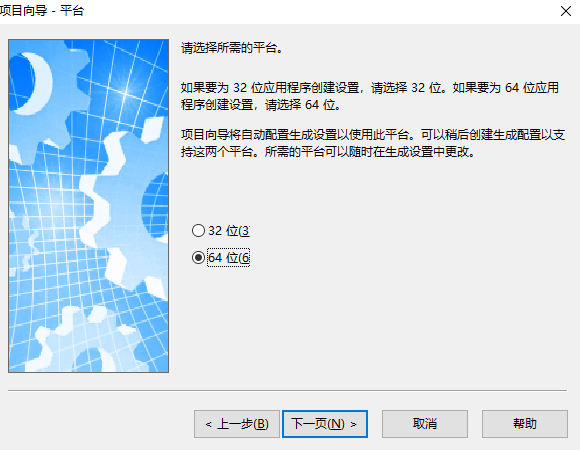 项目向导 - 平台
请选择所需的平台。
如果要为 32 位应用程序创建设置，请选择 32 位。如果要为 64 位应用
程序创建设置，请选择 64 位。
项目向导将自动配置生成设置以使用此平台。可以稍后创建生成配置以支
持这两个平台。所需的平台可以随时在生成设置中更改。
32 位(3
64 位(6
< 上一步(B)
下一页(N) >
取消
帮助